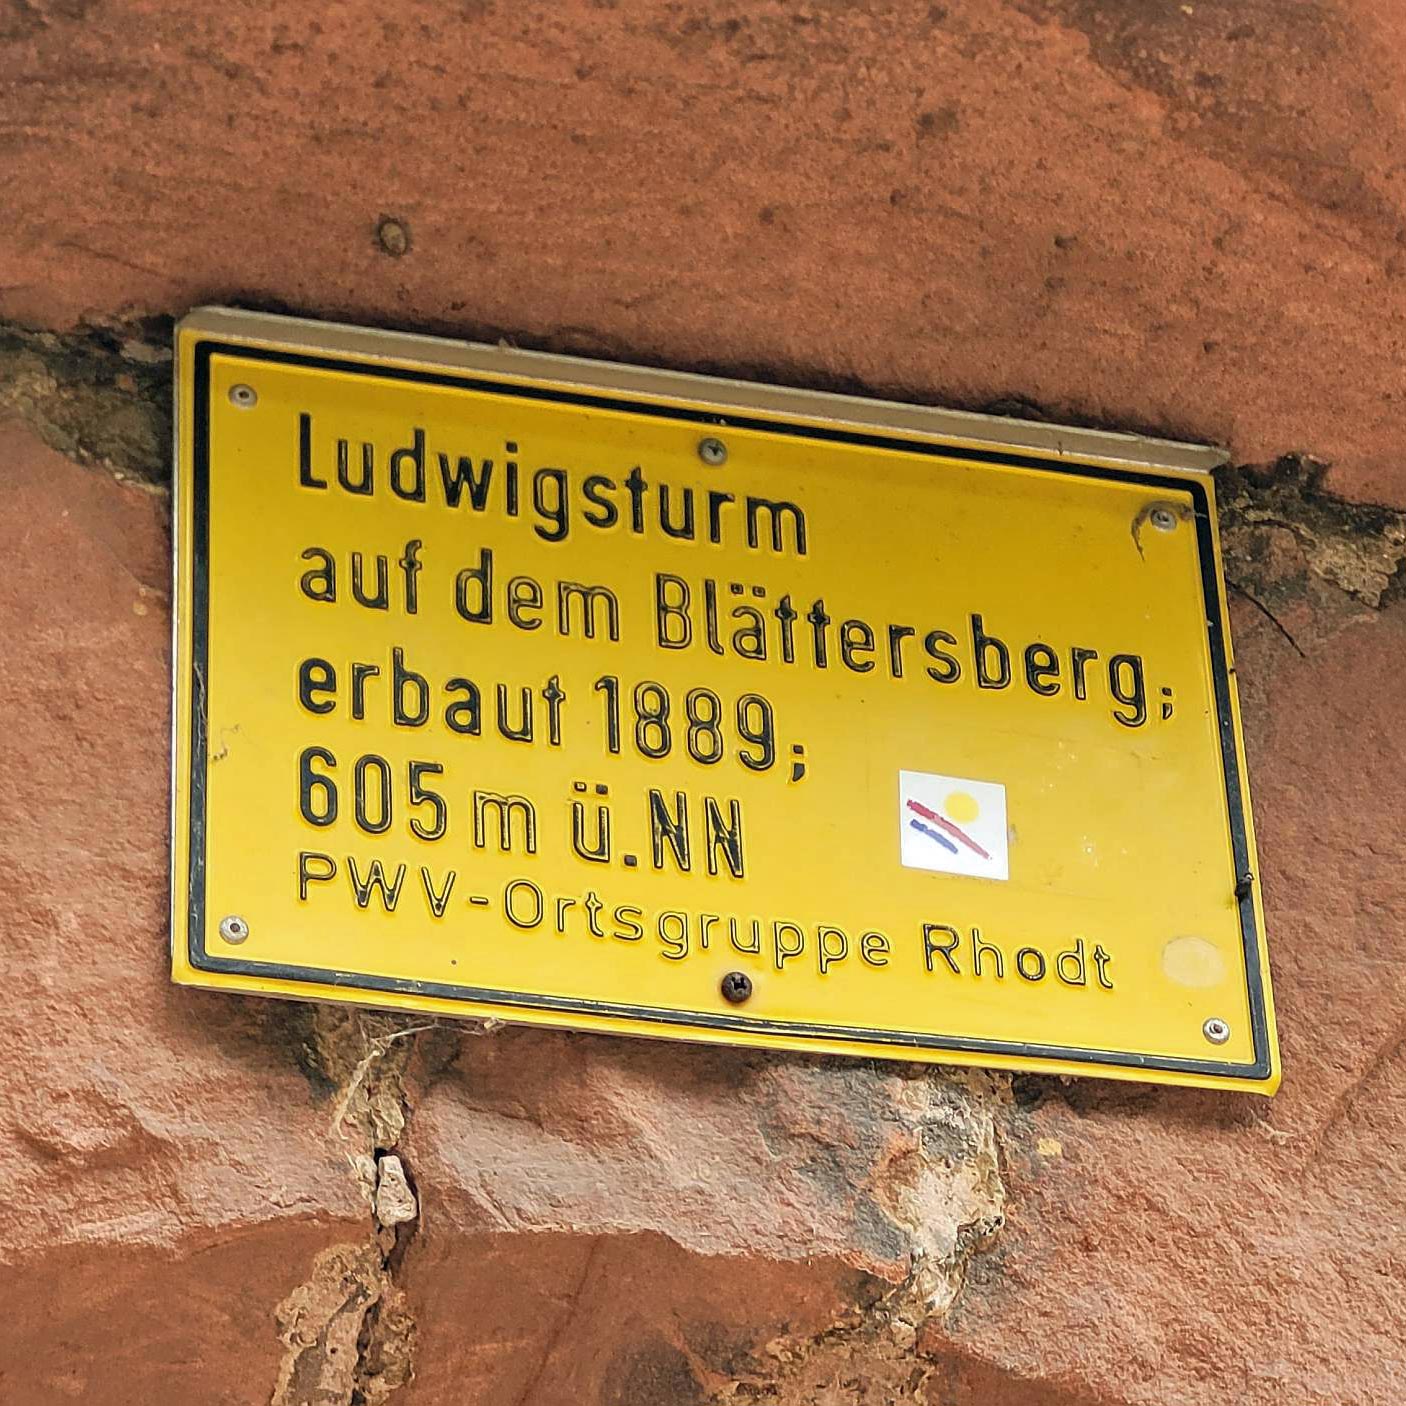 Ludwigsturm
auf dem Blättersberg;
erbaut 1889;
605 m ü.NN
PWV-Ortsgruppe Rhodt